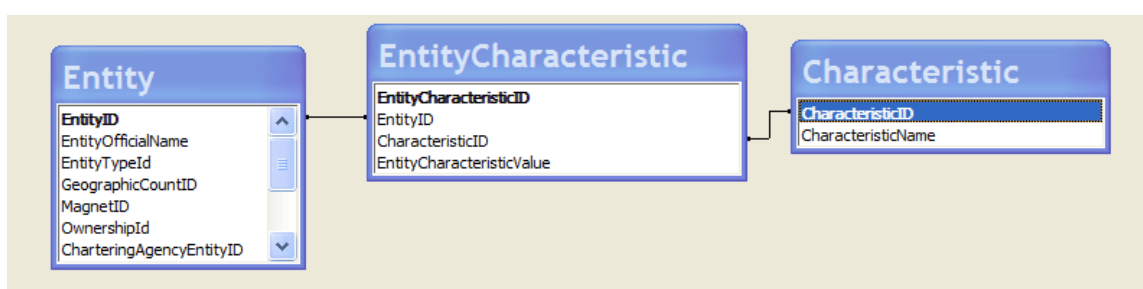 Entity
EntityID
EntityOfficialName
EntityTypeId
GeographicCountID
MagnetID
OwnershipId
CharteringAgencyEntityID
EntityCharacteristic
EntityCharacteristicID
EntityID
CharacteristicID
EntityCharacteristicValue
Characteristic
CharacteristicID
CharacteristicName